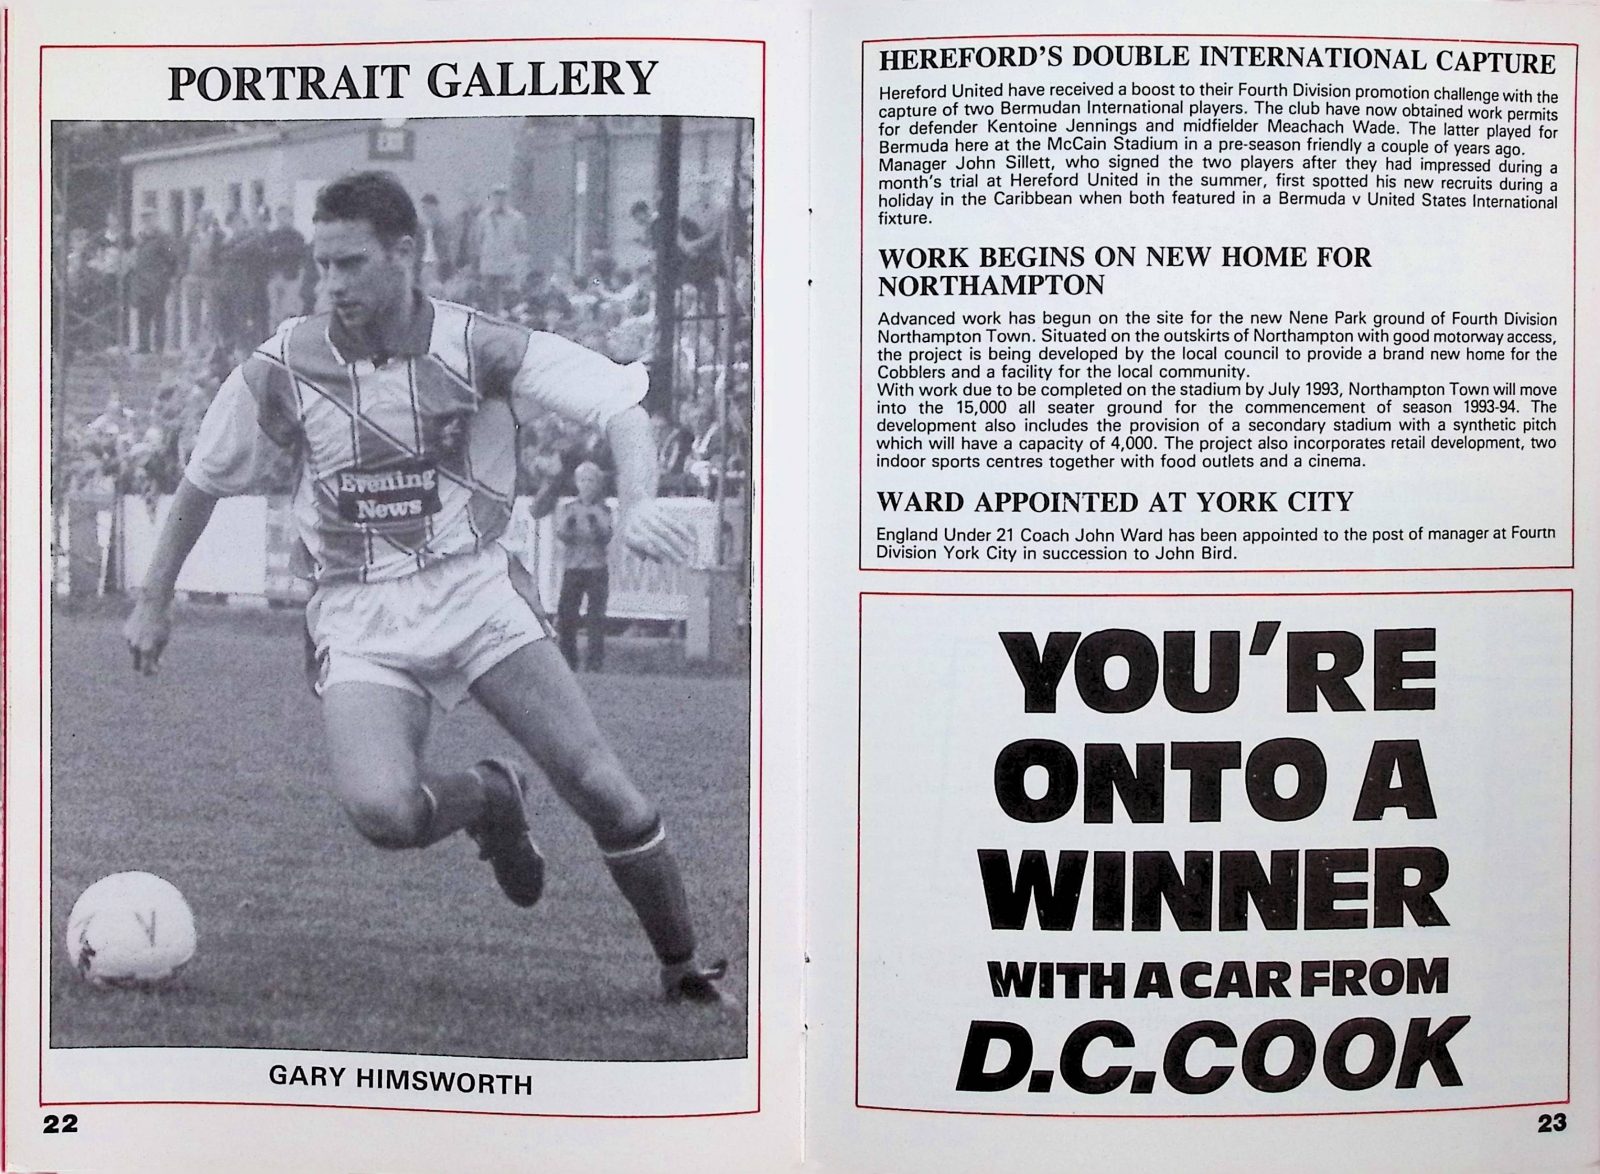 PORTRAIT GALLERY
Evening
News
GARY HIMSWORTH
22
HEREFORD'S DOUBLE INTERNATIONAL CAPTURE
Hereford United have received a boost to their Fourth Division promotion challenge with the
capture of two Bermudan International players. The club have now obtained work permits
for defender Kentoine Jennings and midfielder Meachach Wade. The latter played for
Bermuda here at the McCain Stadium in a pre-season friendly a couple of years ago.
Manager John Sillett, who signed the two players after they had impressed during a
month's trial at Hereford United in the summer, first spotted his new recruits during a
holiday in the Caribbean when both featured in a Bermuda v United States International
fixture.
WORK BEGINS ON NEW HOME FOR
NORTHAMPTON
Advanced work has begun on the site for the new Nene Park ground of Fourth Division
Northampton Town. Situated on the outskirts of Northampton with good motorway access,
the project is being developed by the local council to provide a brand new home for the
Cobblers and a facility for the local community.
With work due to be completed on the stadium by July 1993, Northampton Town will move
into the 15,000 all seater ground for the commencement of season 1993-94. The
development also includes the provision of a secondary stadium with a synthetic pitch
which will have a capacity of 4,000. The project also incorporates retail development, two
indoor sports centres together with food outlets and a cinema.
WARD APPOINTED AT YORK CITY
England Under 21 Coach John Ward has been appointed to the post of manager at Fourth
Division York City in succession to John Bird.
YOU'RE
ONTO A
WINNER
WITH A CAR FROM
D.C.COOK
23